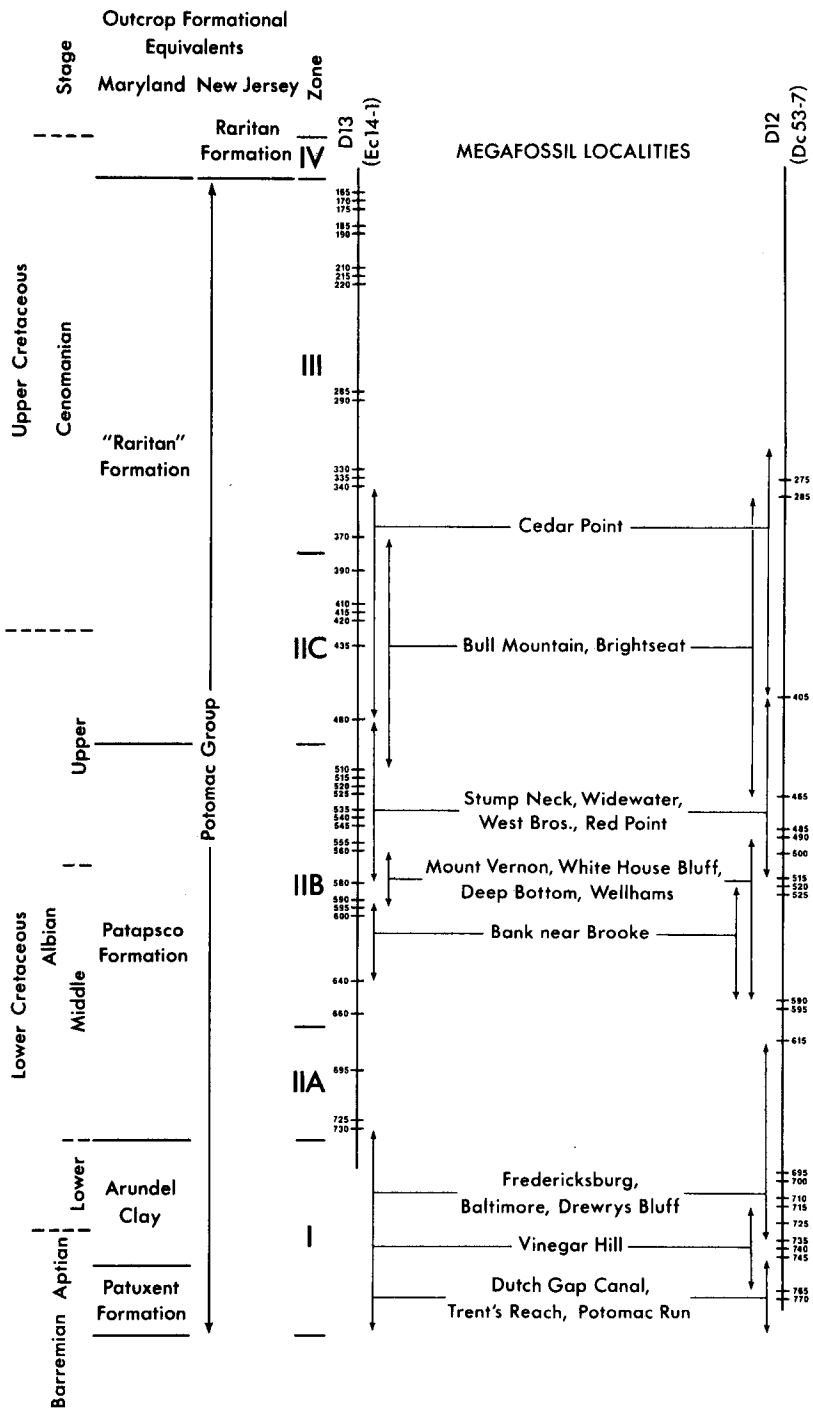 Outcrop Formational
Equivalents
Stage
Maryland New Jersey
Zone
D13
(Ec14-1)
MEGAFOSSIL LOCALITIES
D12
(Dc53-7)
Raritan
Formation
IV
165
170
175
185
190
210
215
220
Upper Cretaceous
Cenomanian
III
285
290
"Raritan"
Formation
330
335
340
275
285
Cedar Point
370
390
410
415
420
435
IIC
Bull Mountain, Brightseat
405
480
Upper
Potomac Group
510
515
520
525
535
540
545
555
560
Stump Neck, Widewater,
West Bros., Red Point
465
485
490
500
Mount Vernon, White House Bluff,
Deep Bottom, Wellhams
515
520
525
IIB
580
590
595
600
Lower Cretaceous
Albian
Middle
Patapsco
Formation
Bank near Brooke
640
660
590
595
615
IIA
695
725
730
Lower
Arundel
Clay
Fredericksburg,
Baltimore, Drewrys Bluff
695
700
710
715
725
735
740
745
I
Vinegar Hill
Barremian Aptian
Patuxent
Formation
Dutch Gap Canal,
Trent's Reach, Potomac Run
765
770